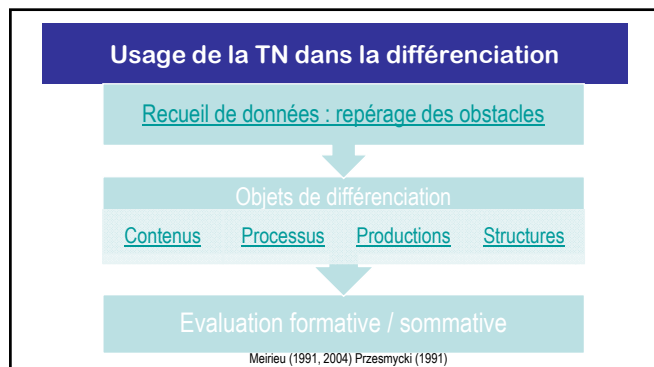 Usage de la TN dans la différenciation
Recueil de données : repérage des obstacles
Objets de différenciation
Contenus Processus Productions Structures
Evaluation formative / sommative
Meirieu (1991, 2004) Przesmycki (1991)